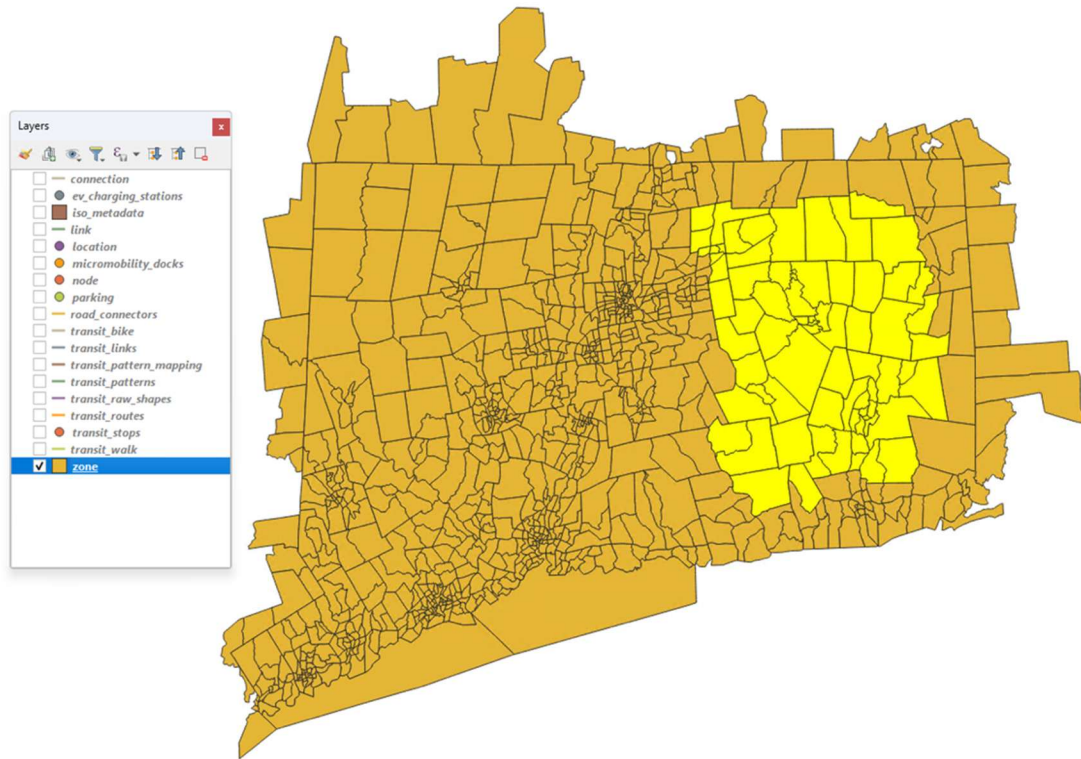 Layers
connection
ev_charging_stations
iso_metadata
link
location
micromobility_docks
node
parking
road_connectors
transit_bike
transit_links
transit_pattern_mapping
transit_patterns
transit_raw_shapes
transit_routes
transit_stops
transit_walk
zone